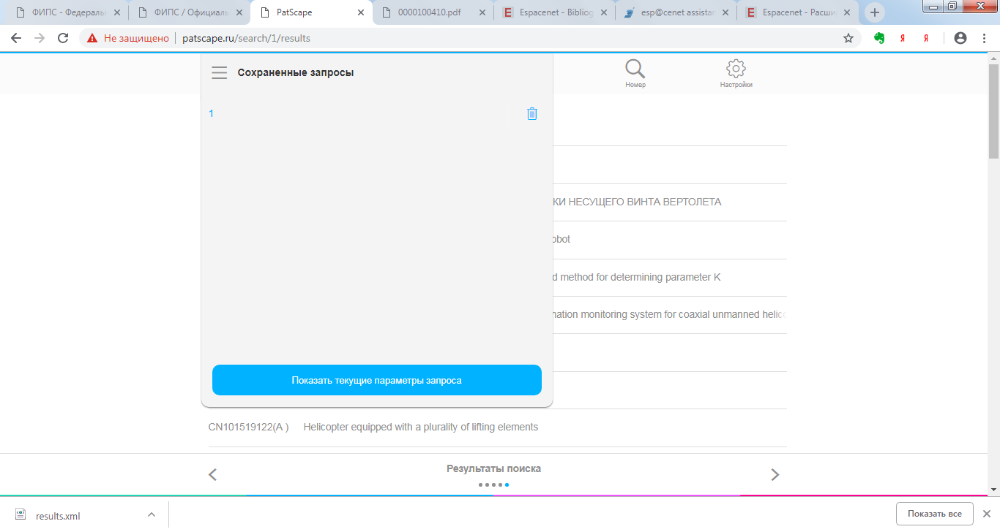 ФИПС - Федераль
ФИПС / Официаль
PatScape
0000100410.pdf
Espacenet - Bibliog
esp@cenet assistan
Espacenet - Расши
Не защищено
patscape.ru/search/1/results
Сохраненные запросы
Номер
Настройки
1
КИ НЕСУЩЕГО ВИНТА ВЕРТОЛЕТА
obot
d method for determining parameter K
nation monitoring system for coaxial unmanned helico
Показать текущие параметры запроса
CN101519122(A ) Helicopter equipped with a plurality of lifting elements
Результаты поиска
results.xml
Показать все